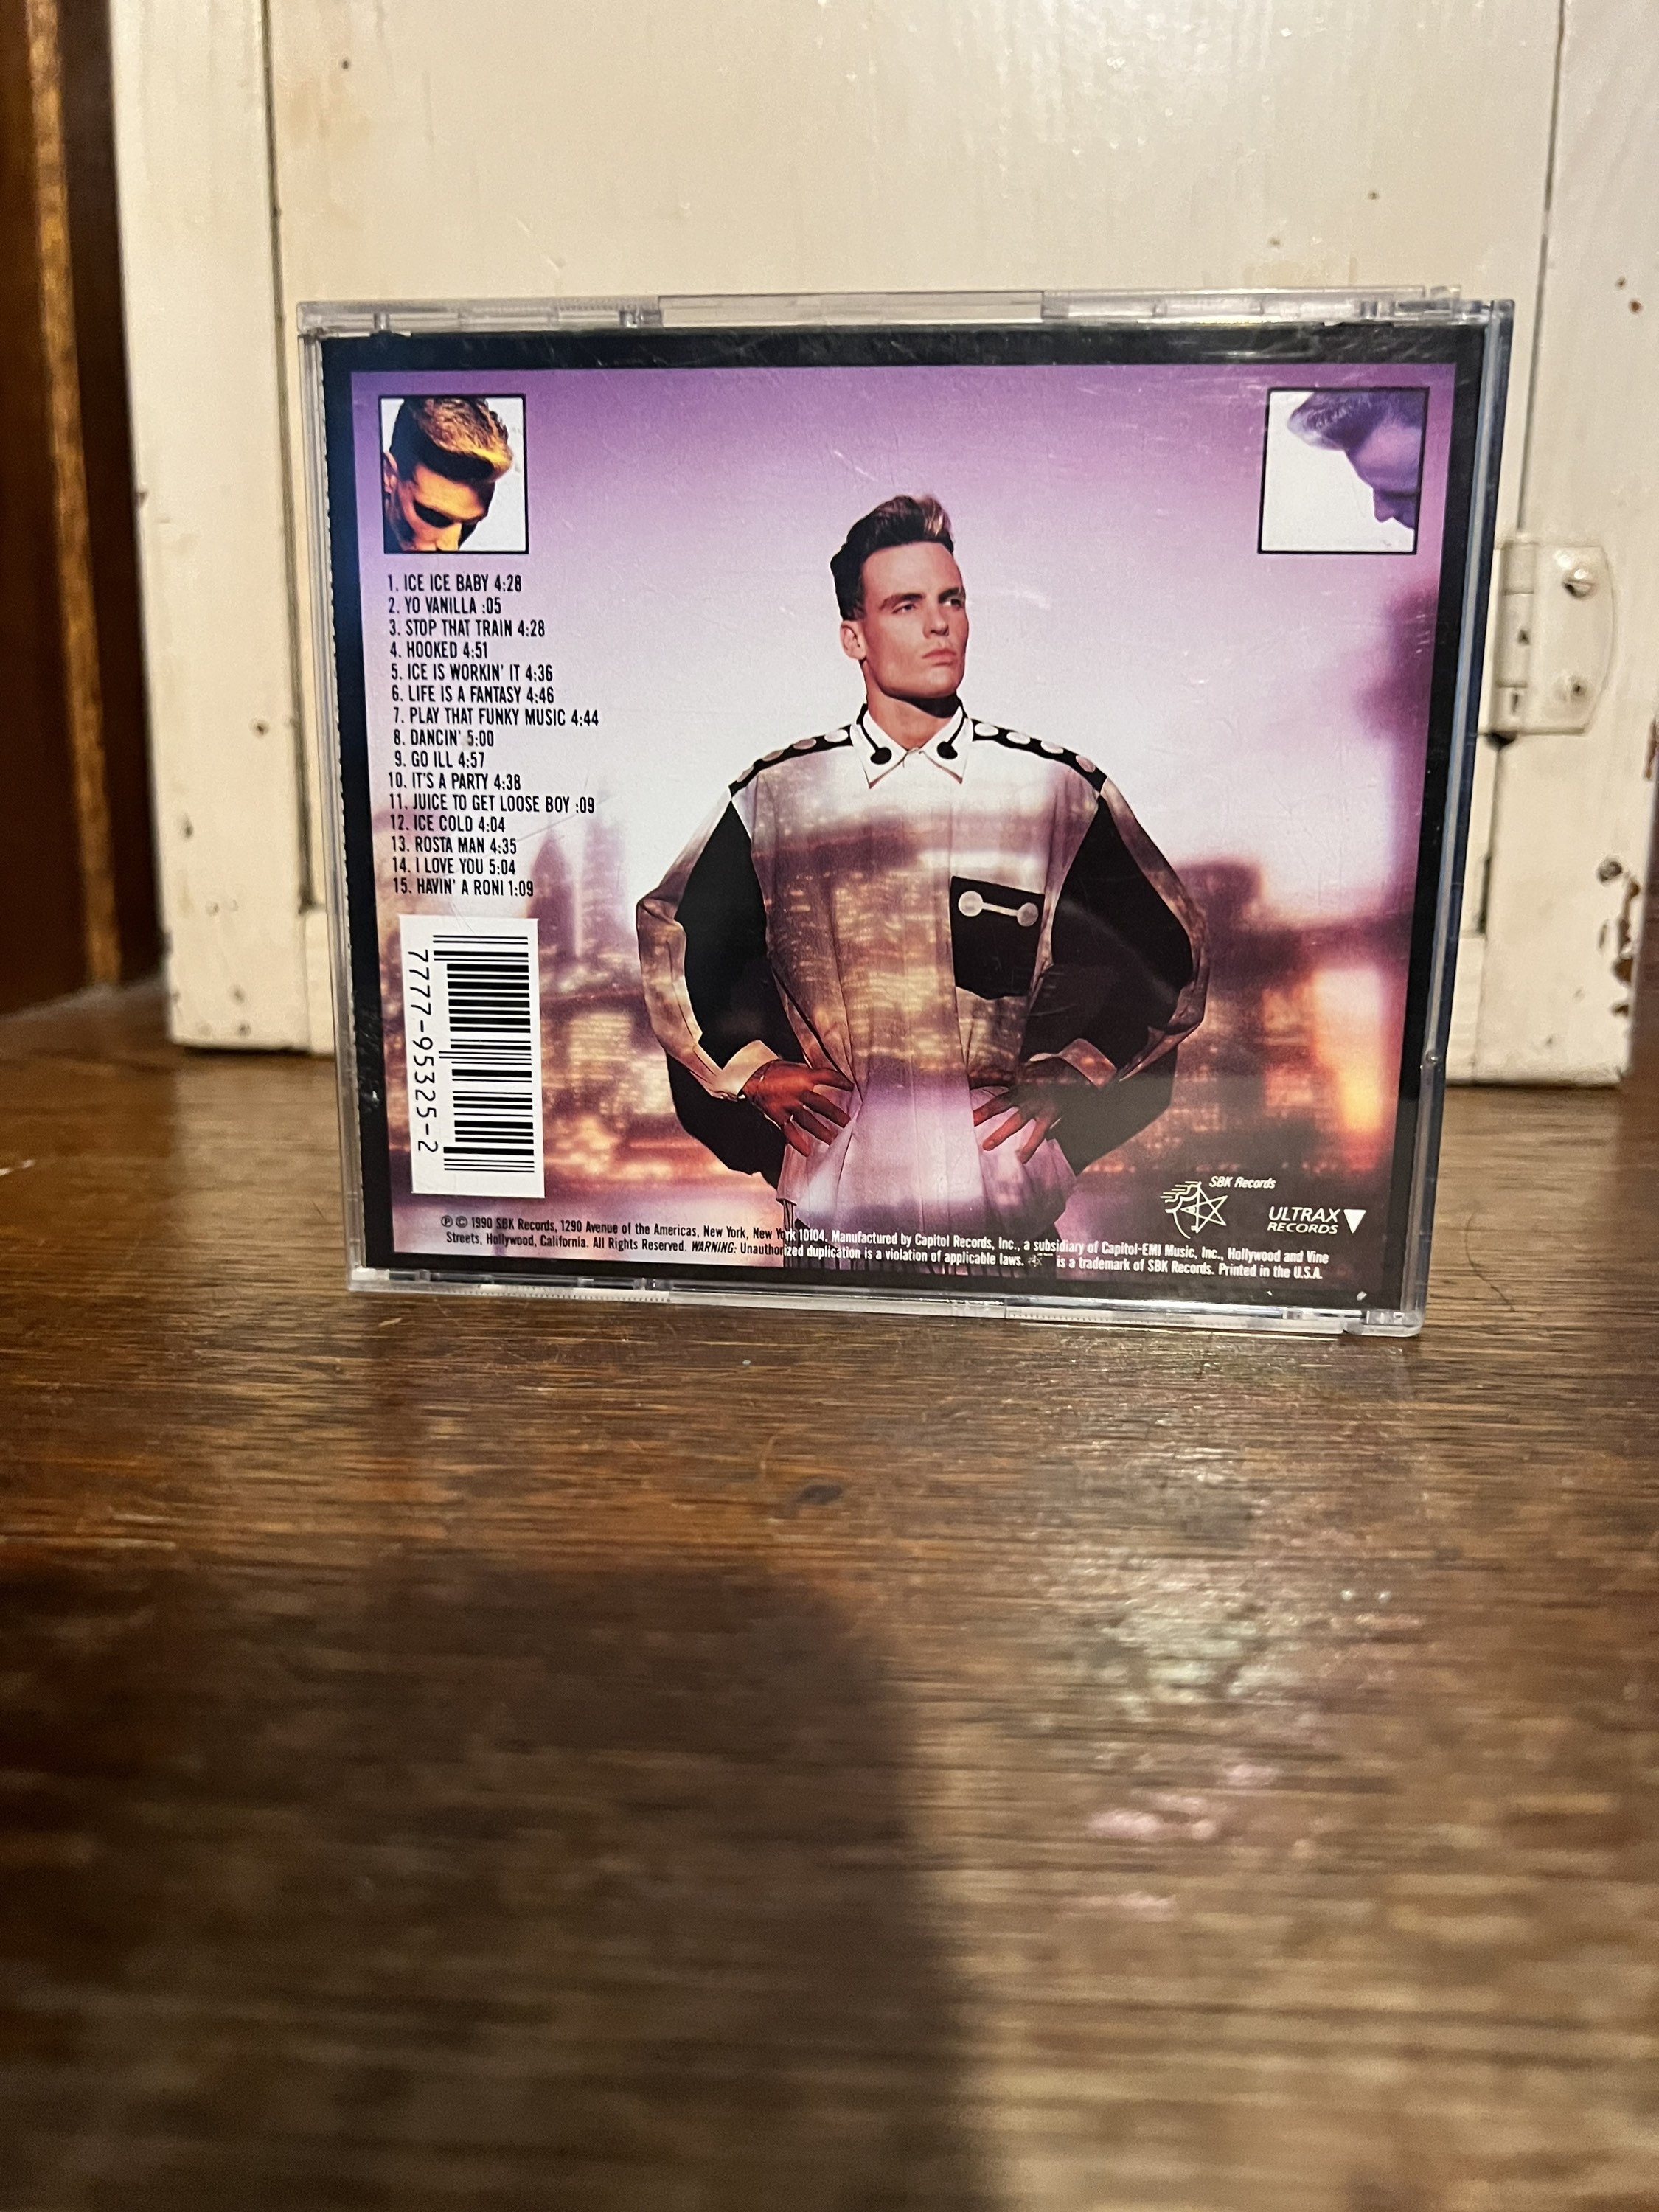 1. ICE ICE BABY 4:28
2. YO VANILLA :05
3. STOP THAT TRAIN 4:28
4. HOOKED 4:51
5. ICE IS WORKIN' IT 4:36
6. LIFE IS A FANTASY 4:46
7. PLAY THAT FUNKY MUSIC 4:44
8. DANCIN' 5:00
9. GO ILL 4:57
10. IT'S A PARTY 4:38
11. JUICE TO GET LOOSE BOY :09
12. ICE COLD 4:04
13. ROSTA MAN 4:35
14. I LOVE YOU 5:04
15. HAVIN' A RONI 1:09
7777-95325-2
SBK Records
ULTRAX
RECORDS
℗ © 1990 SBK Records, 1290 Avenue of the Americas, New York, New York 10104. Manufactured by Capitol Records, Inc., a subsidiary of Capitol-EMI Music, Inc., Hollywood and Vine
Streets, Hollywood, California. All Rights Reserved. WARNING: Unauthorized duplication is a violation of applicable laws. is a trademark of SBK Records. Printed in the U.S.A.